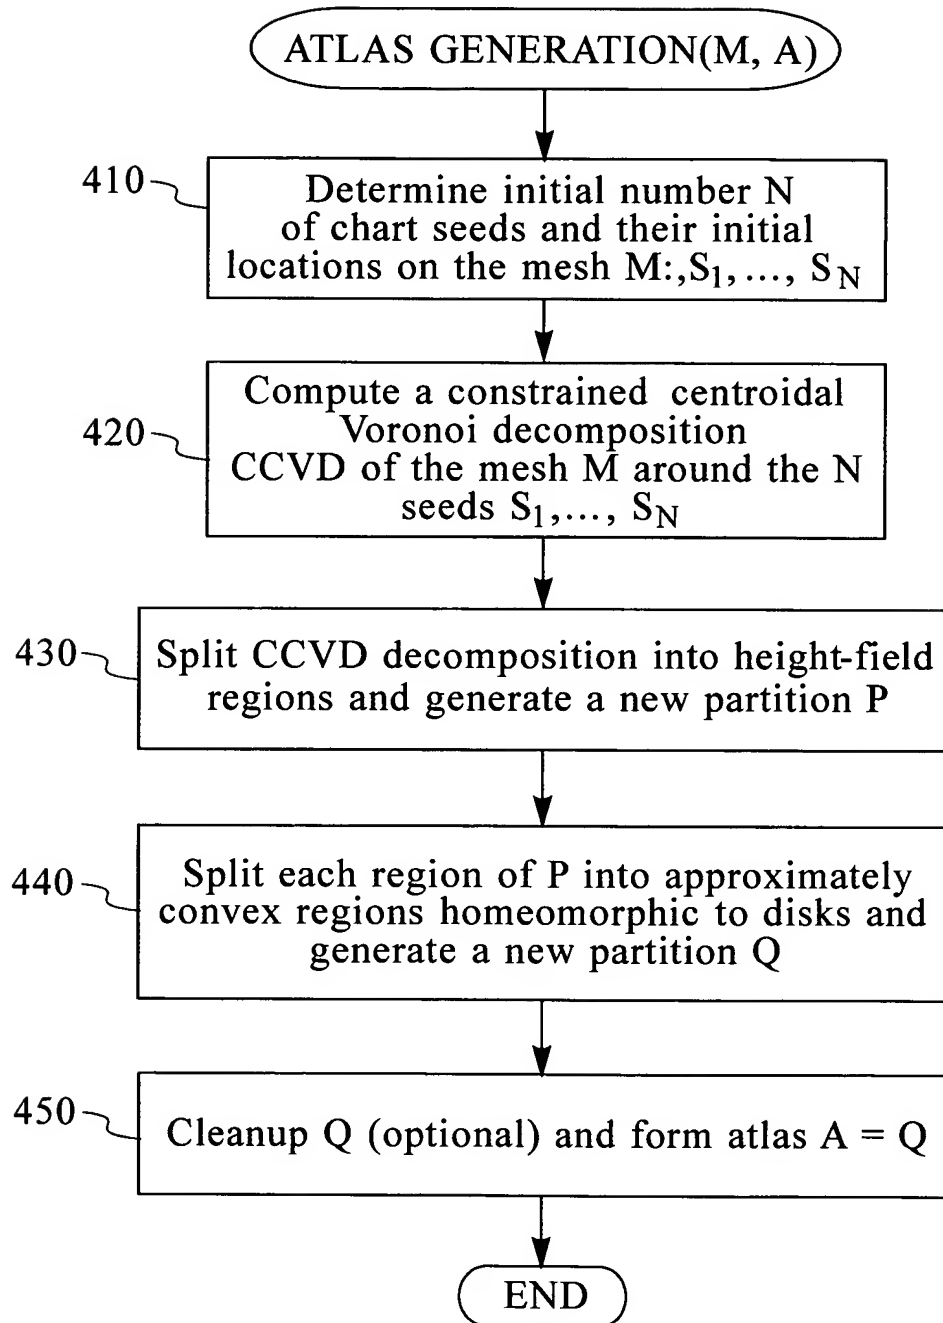 ATLAS GENERATION(M, A)
410
Determine initial number N
of chart seeds and their initial
locations on the mesh M:,S1,..., SN
420
Compute a constrained centroidal
Voronoi decomposition
CCVD of the mesh M around the N
seeds S1,..., SN
430
Split CCVD decomposition into height-field
regions and generate a new partition P
440
Split each region of P into approximately
convex regions homeomorphic to disks and
generate a new partition Q
450
Cleanup Q (optional) and form atlas A = Q
END